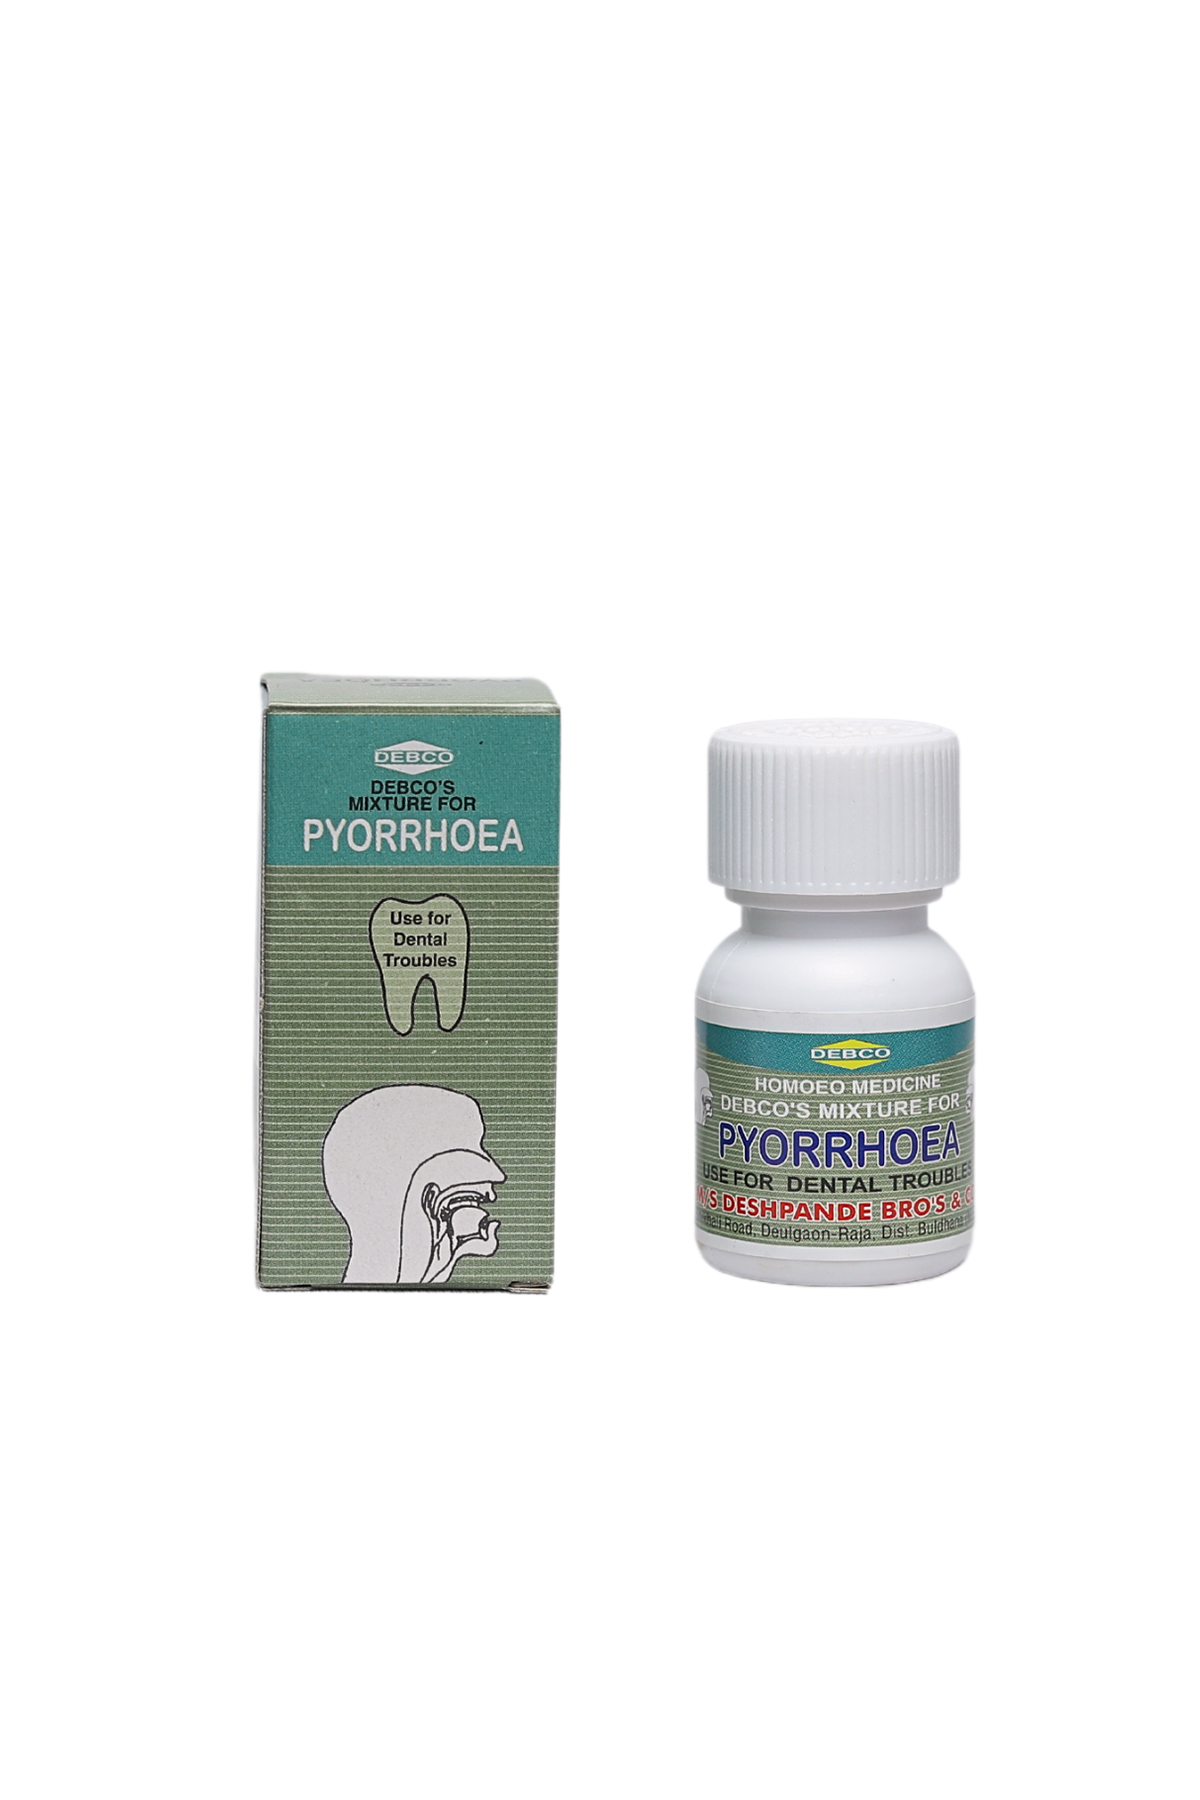 DEBCO
DEBCO'S
MIXTURE FOR
PYORRHOEA
Use for
Dental
Troubles
DEBCO
HOMOEO MEDICINE
DEBCO'S MIXTURE FOR
PYORRHOEA
USE FOR DENTAL TROUBLES
DESHPANDE BRO'S &
Road, Deulgaon-Raja, Dist. Buldhana